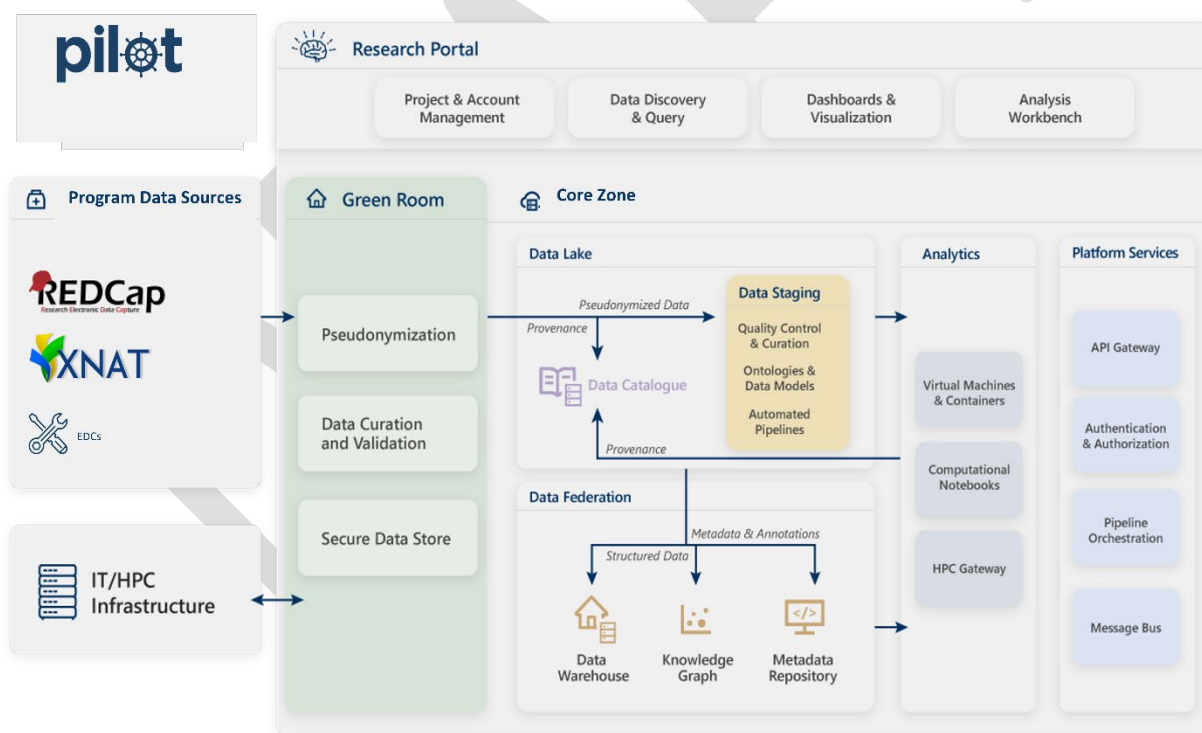 pilot
Research Portal
Project & Account
Management
Data Discovery
& Query
Dashboards &
Visualization
Analysis
Workbench
Program Data Sources
REDCap
Research Electronic Data Capture
XNAT
EDCs
IT/HPC
Infrastructure
Green Room
Pseudonymization
Data Curation
and Validation
Secure Data Store
Core Zone
Data Lake
Pseudonymized Data
Provenance
Data Catalogue
Provenance
Data Staging
Quality Control
& Curation
Ontologies &
Data Models
Automated
Pipelines
Data Federation
Metadata & Annotations
Structured Data
Data
Warehouse
Knowledge
Graph
Metadata
Repository
</>
Analytics
Virtual Machines
& Containers
Computational
Notebooks
HPC Gateway
Platform Services
API Gateway
Authentication
& Authorization
Pipeline
Orchestration
Message Bus